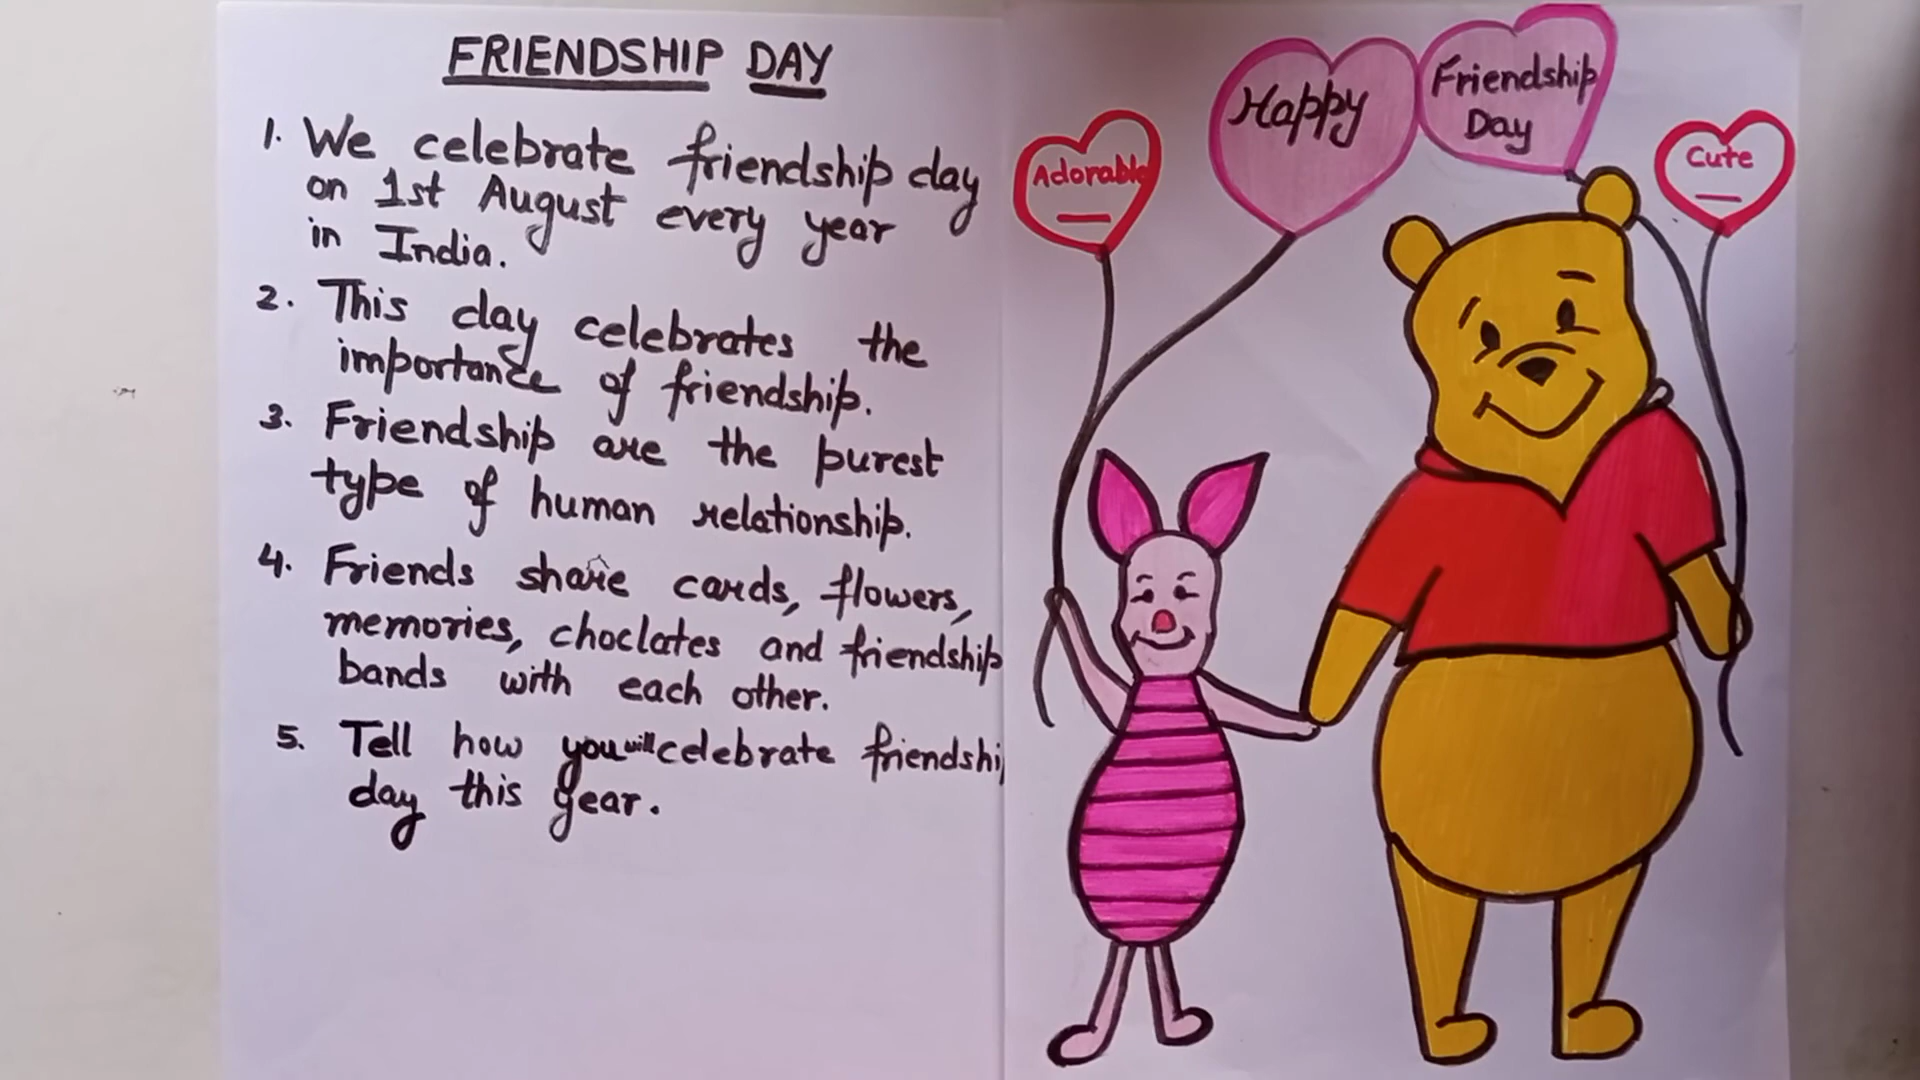 FRIENDSHIP DAY
1. We celebrate friendship day
on 1st August every year
in India.
2. This day celebrates the
importance of friendship.
3. Friendship are the purest
type of human relationship.
4. Friends share cards, flowers,
memories, choclates and friendship
bands with each other.
5. Tell how you will celebrate friendshi
day this year.
Adorable
Happy
Friendship
Day
Cute